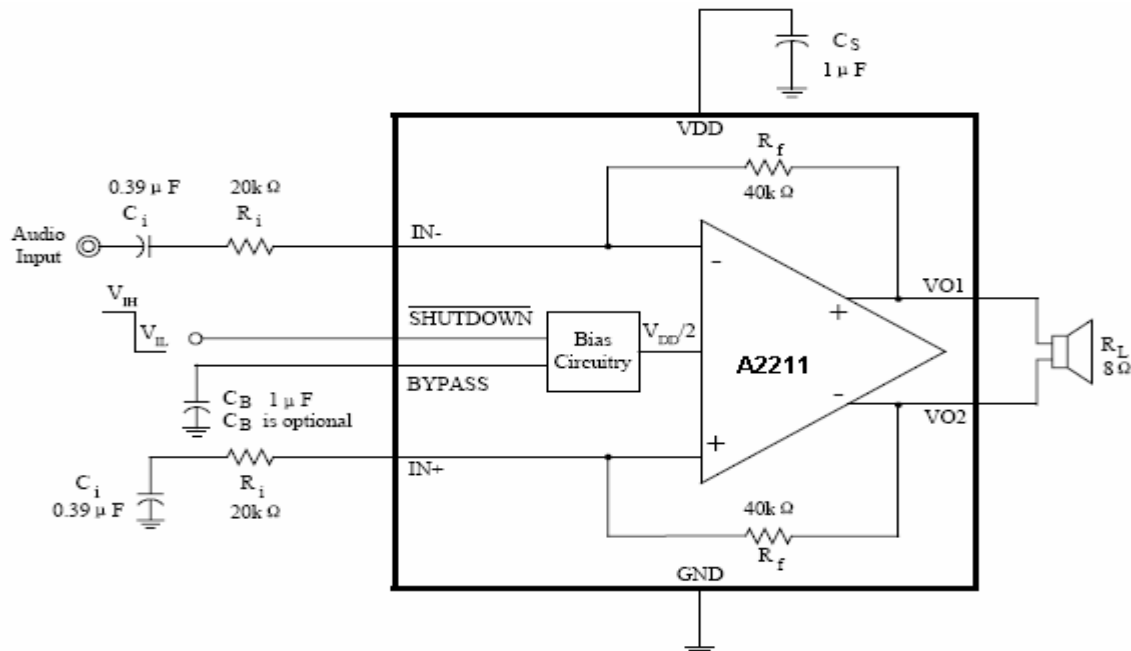 C S
1 μ F
VDD
R f
40k Ω
0.39 μ F
20k Ω
C i
R i
Audio
Input
IN-
-
V IH
V IL
SHUTDOWN
Bias
Circuitry
V DD/2
BYPASS
A2211
+
-
VO1
VO2
R L
8 Ω
C B 1 μ F
C B is optional
+
IN+
C i
0.39 μ F
R i
20k Ω
40k Ω
R f
GND